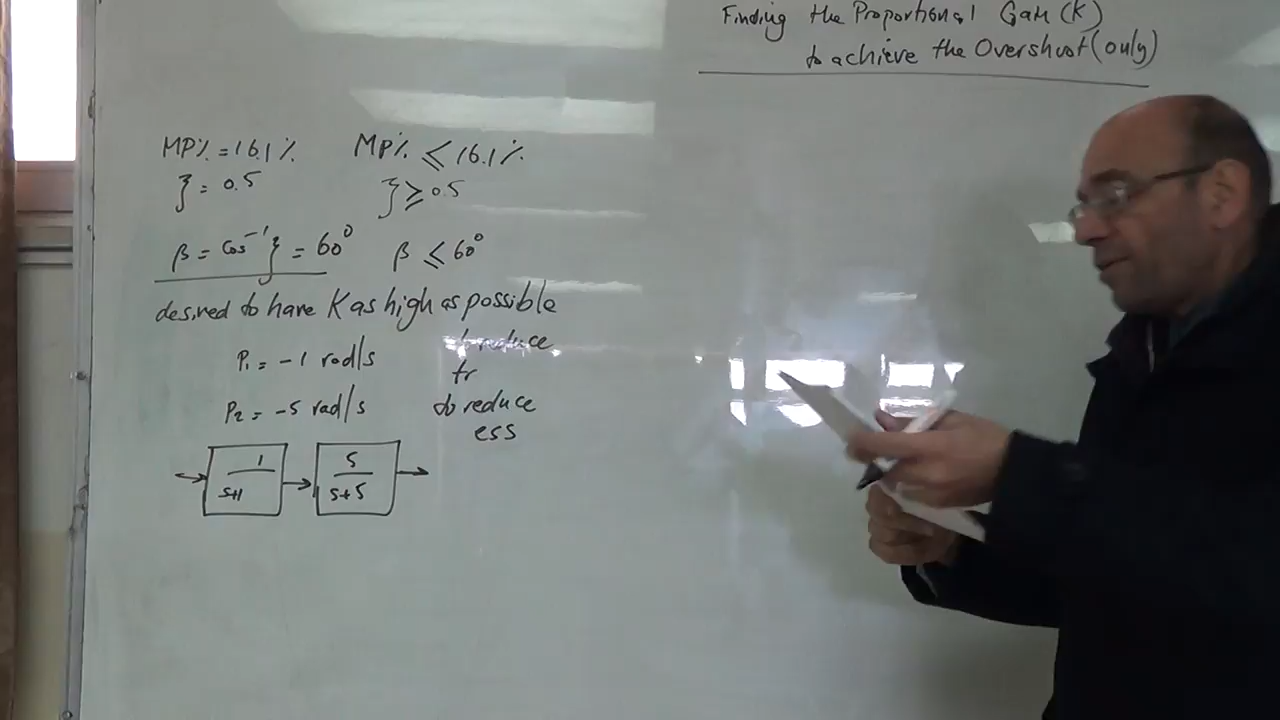 Finding the Proportional Gain (K)
to achieve the Overshoot (only)
MP% = 16.1% MP% ≤ 16.1%
ξ = 0.5 ξ ≥ 0.5
β = cos⁻¹ξ = 60° β ≤ 60°
desired to have K as high as possible
P₁ = -1 rad/s
to reduce
tr
P₂ = -5 rad/s
to reduce
ess
1
s+1
5
s+5